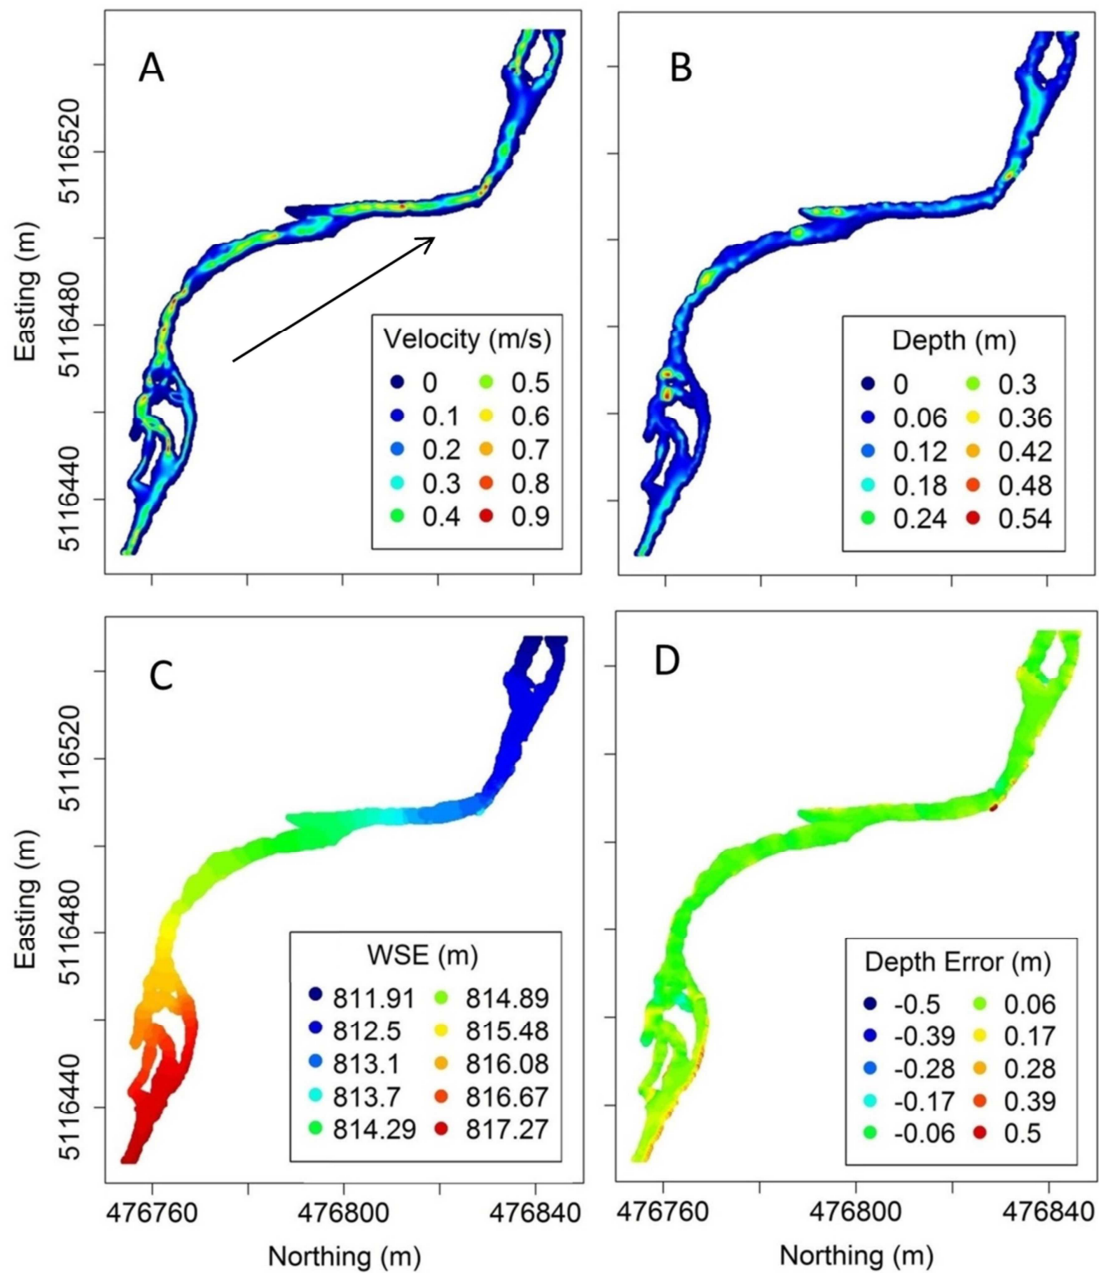 A
B
5116520
5116480
5116440
Easting (m)
Velocity (m/s)
0 0.5
0.1 0.6
0.2 0.7
0.3 0.8
0.4 0.9
Depth (m)
0 0.3
0.06 0.36
0.12 0.42
0.18 0.48
0.24 0.54
C
D
5116520
5116480
5116440
Easting (m)
WSE (m)
811.91 814.89
812.5 815.48
813.1 816.08
813.7 816.67
814.29 817.27
Depth Error (m)
-0.5 0.06
-0.39 0.17
-0.28 0.28
-0.17 0.39
-0.06 0.5
476760 476800 476840
476760 476800 476840
Northing (m)
Northing (m)